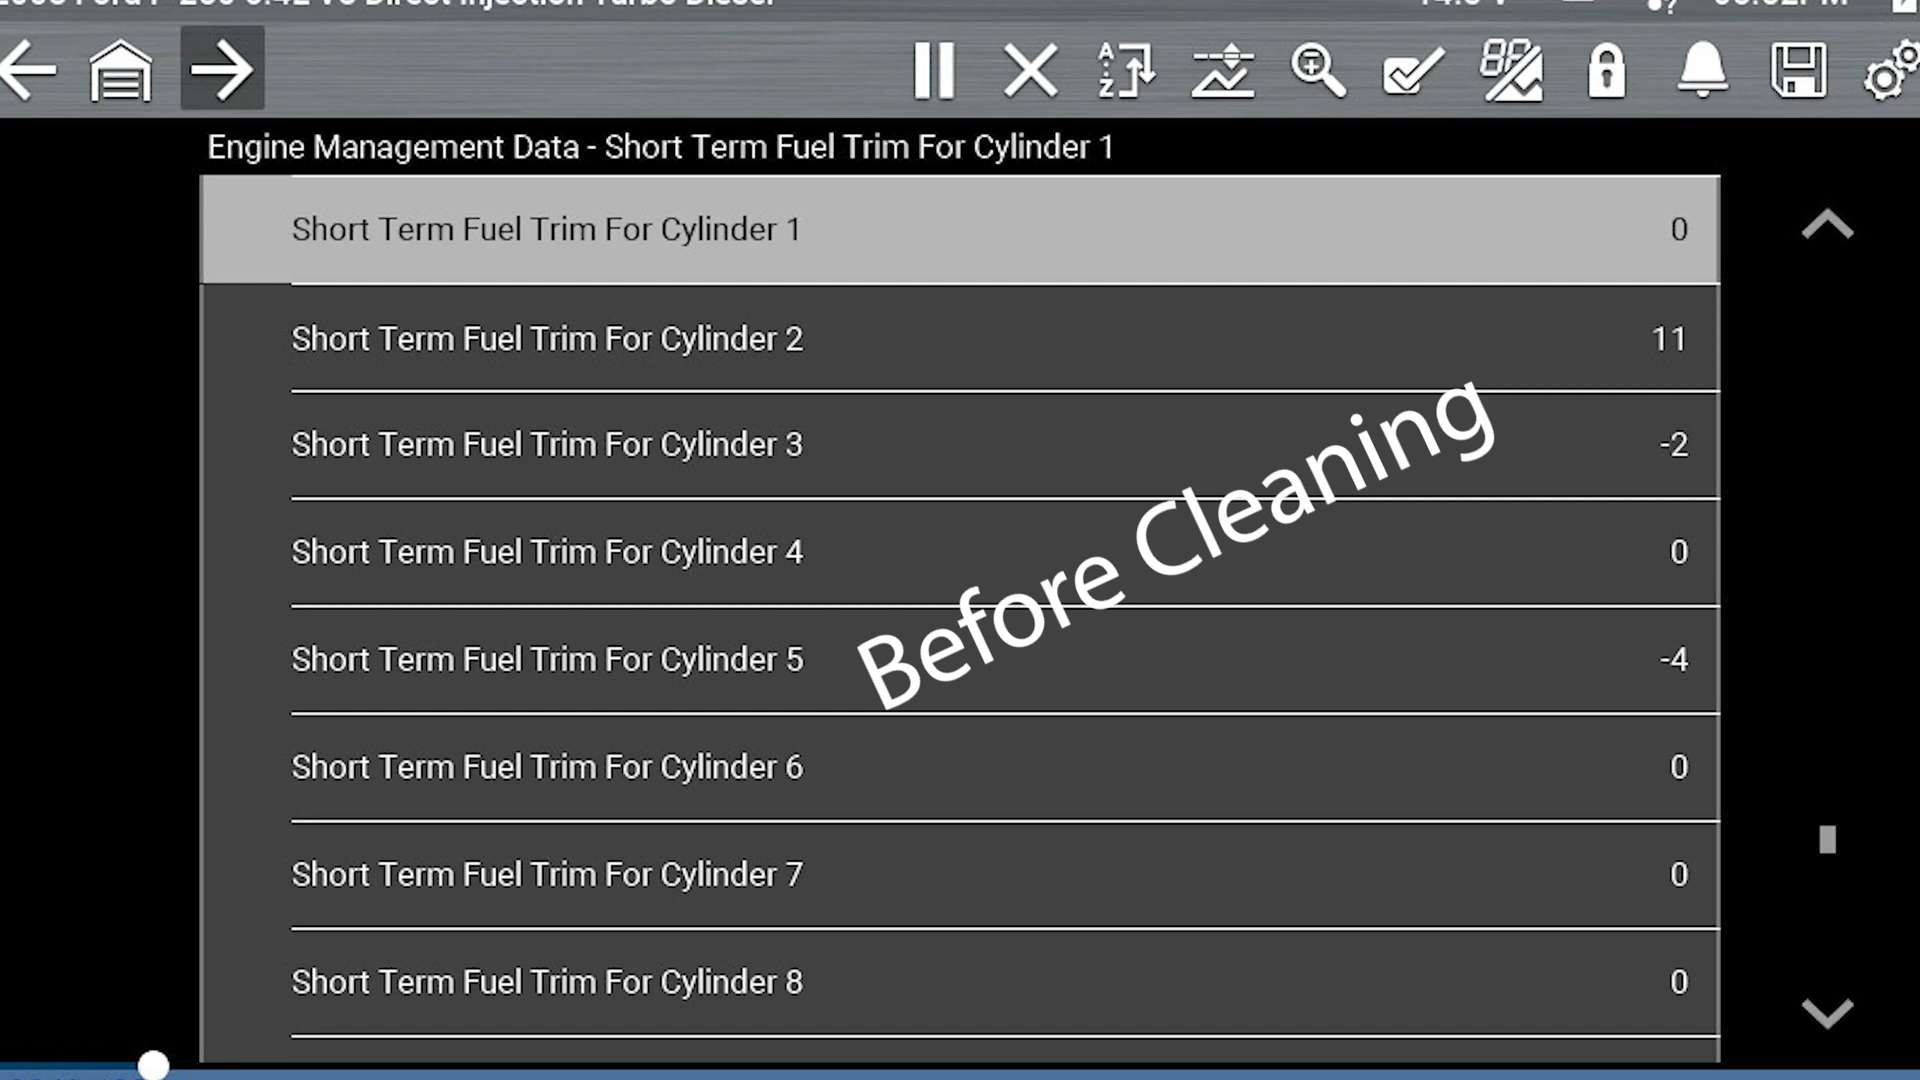 Engine Management Data - Short Term Fuel Trim For Cylinder 1
Short Term Fuel Trim For Cylinder 1 0
Short Term Fuel Trim For Cylinder 2 11
Short Term Fuel Trim For Cylinder 3 -2
Short Term Fuel Trim For Cylinder 4 0
Short Term Fuel Trim For Cylinder 5 -4
Short Term Fuel Trim For Cylinder 6 0
Short Term Fuel Trim For Cylinder 7 0
Short Term Fuel Trim For Cylinder 8 0
Before Cleaning